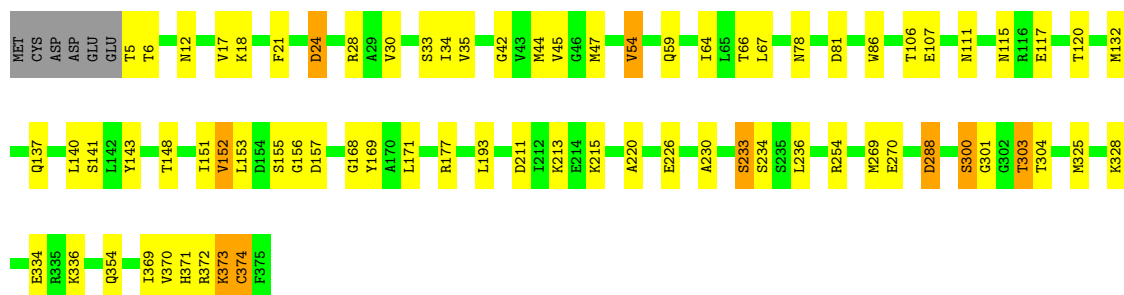 MET CYS ASP ASP GLU GLU T5 T6 N12 V17 K18 F21 D24 R28 A29 V30 S33 I34 V35 G42 V43 M44 V45 G46 M47 V54 Q59 I64 L65 T66 L67 N78 D81 W86 T106 E107 N111 N115 R116 E117 T120 M132
Q137 L140 S141 L142 Y143 T148 I151 V152 L153 D154 S155 G156 D157 G168 Y169 A170 L171 R177 L193 D211 I212 K213 E214 K215 A220 E226 A230 S233 S234 S235 L236 R254 M269 E270 D288 S300 G301 G302 T303 T304 M325 K328
E334 R335 K336 Q354 I369 V370 H371 R372 K373 C374 F375